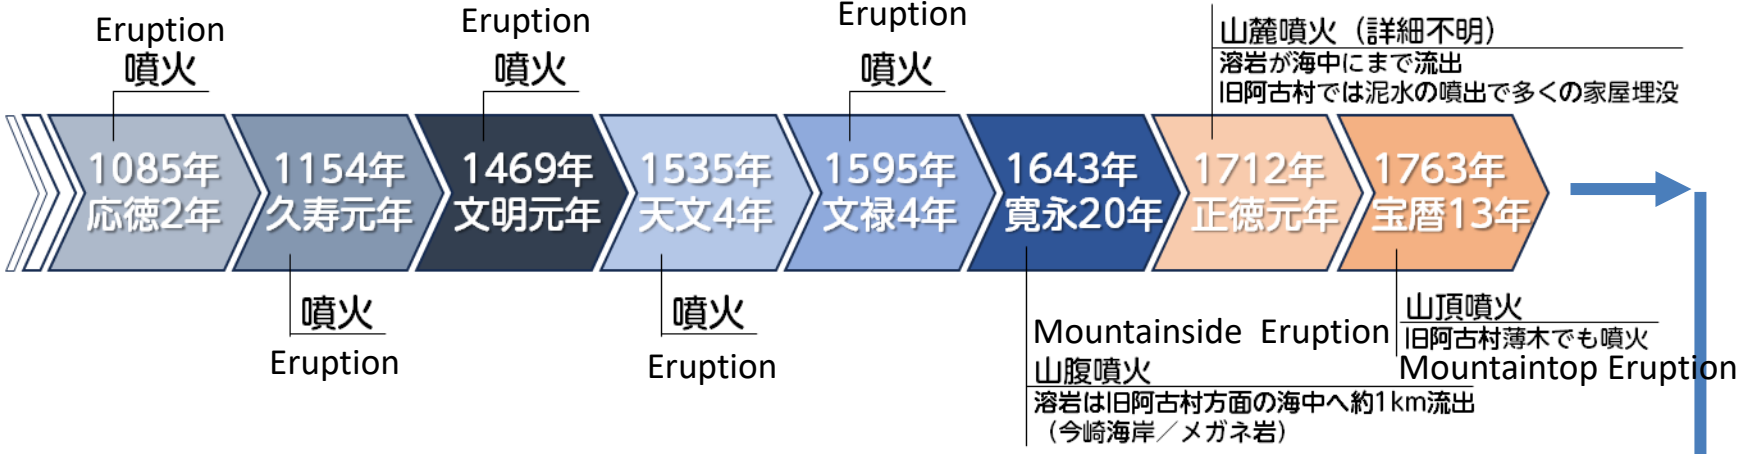 Eruption
噴火
Eruption
噴火
Eruption
噴火
山麓噴火（詳細不明）
溶岩が海中にまで流出
旧阿古村では泥水の噴出で多くの家屋埋没
1085年
応徳2年
1154年
久寿元年
1469年
文明元年
1535年
天文4年
1595年
文禄4年
1643年
寛永20年
1712年
正徳元年
1763年
宝暦13年
噴火
Eruption
噴火
Eruption
Mountainside Eruption
山腹噴火
溶岩は旧阿古村方面の海中へ約1km流出
（今崎海岸／メガネ岩）
山頂噴火
旧阿古村薄木でも噴火
Mountaintop Eruption